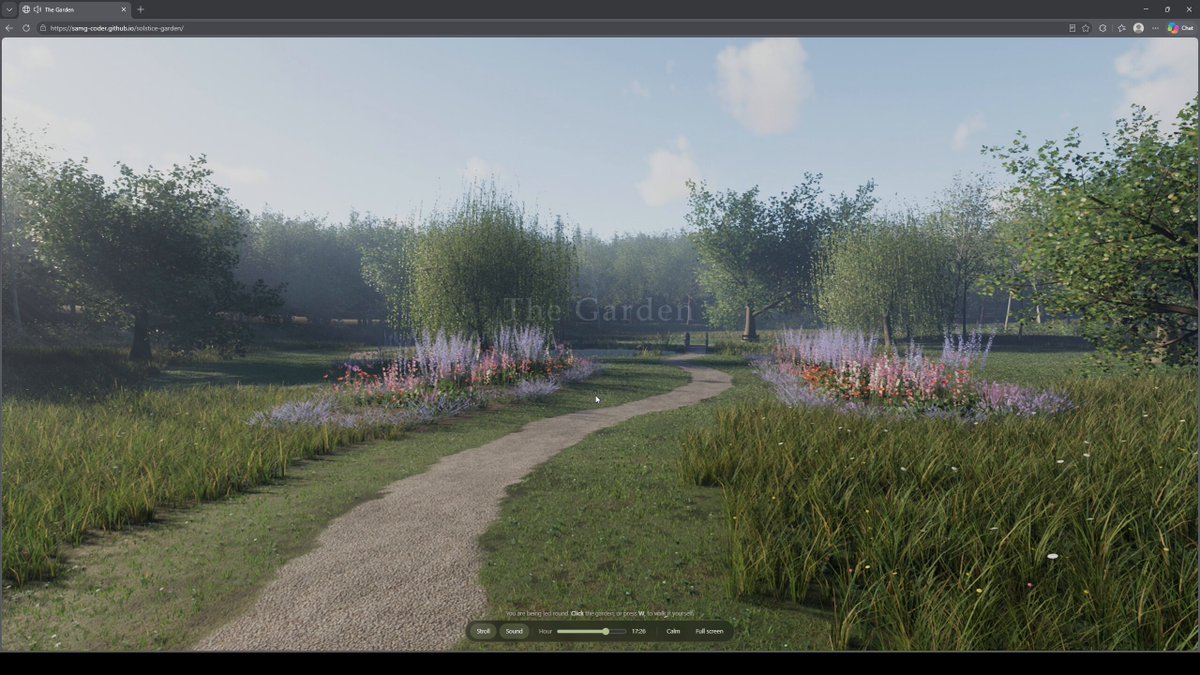 The Garden
https://samg-coder.github.io/solstice-garden/
Chat
The Garden
You are being led round. Click the garden, or press W, to walk it yourself.
Stroll Sound Hour 17:26 Calm Full screen